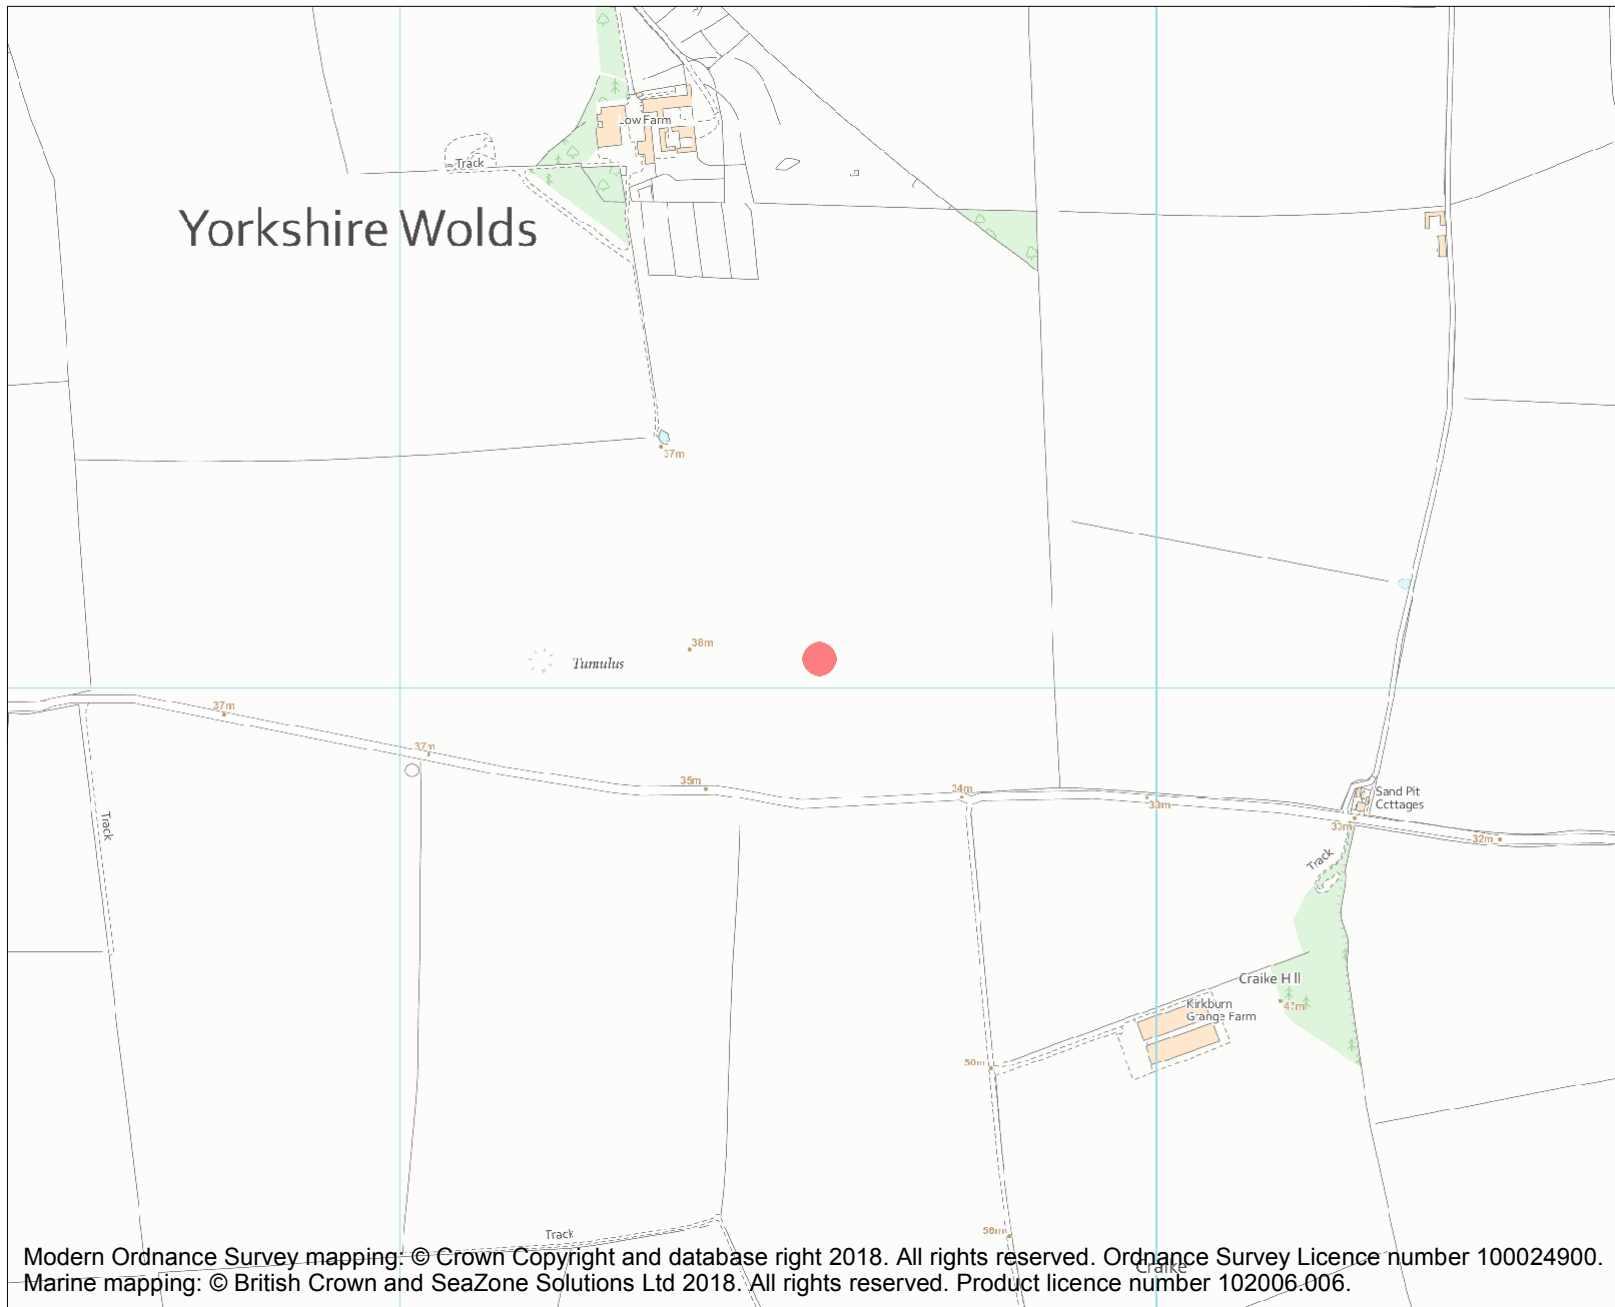 Low Farm
Track
Yorkshire Wolds
37m
38m
Tumulus
37m
37m
35m
34m
33m
Sand Pit
Cottages
33m
32m
Track
Track
Craike Hill
47m
Kirkburn
Grange Farm
50m
56m
Track
Craike
Modern Ordnance Survey mapping: © Crown Copyright and database right 2018. All rights reserved. Ordnance Survey Licence number 100024900.
Marine mapping: © British Crown and SeaZone Solutions Ltd 2018. All rights reserved. Product licence number 102006.006.